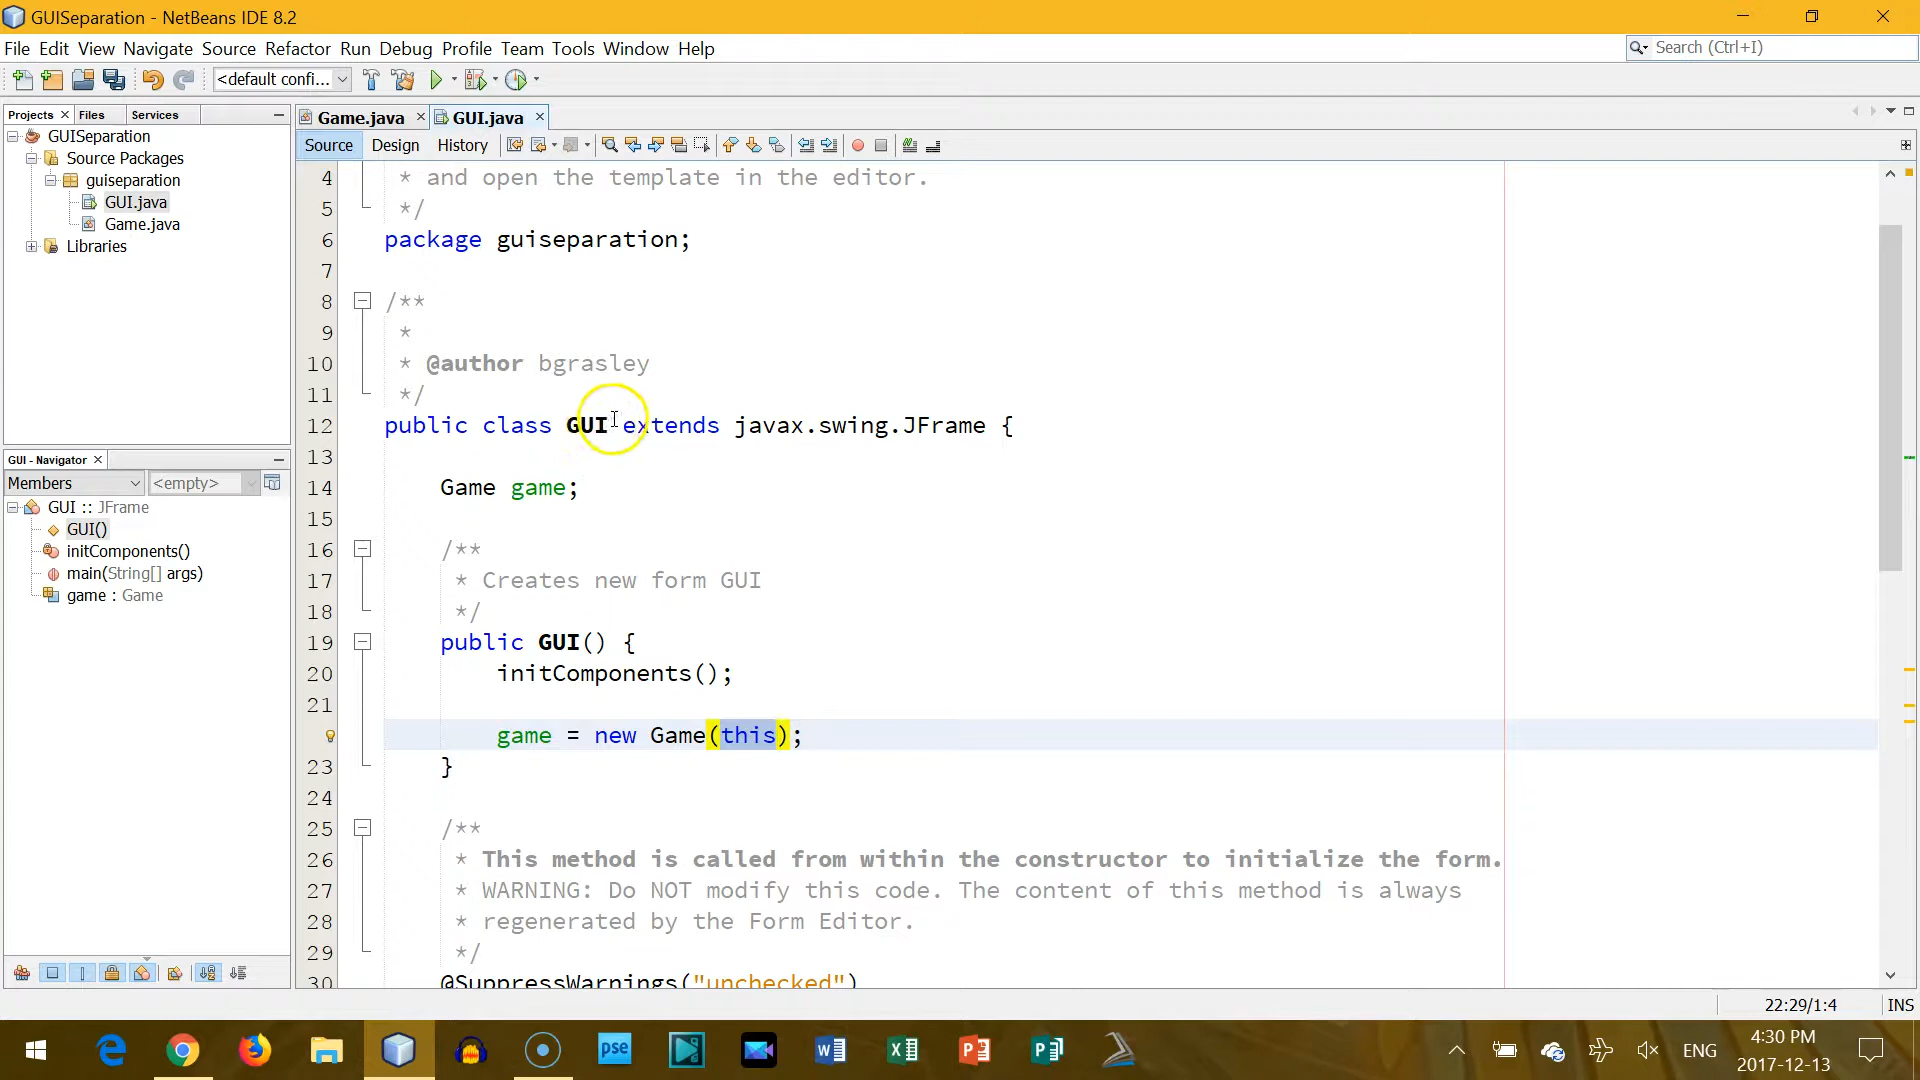 GUISeparation - NetBeans IDE 8.2
File Edit View Navigate Source Refactor Run Debug Profile Team Tools Window Help
Search (Ctrl+I)
<default confi...
Projects Files Services
GUISeparation
Source Packages
guiseparation
GUI.java
Game.java
Libraries
GUI - Navigator
Members <empty>
GUI :: JFrame
GUI()
initComponents()
main(String[] args)
game : Game
Game.java GUI.java
Source Design History
4 * and open the template in the editor.
5 */
6 package guiseparation;
7
8 /**
9 *
10 * @author bgrasley
11 */
12 public class GUI extends javax.swing.JFrame {
13
14 Game game;
15
16 /**
17 * Creates new form GUI
18 */
19 public GUI() {
20 initComponents();
21
game = new Game(this);
23 }
24
25 /**
26 * This method is called from within the constructor to initialize the form.
27 * WARNING: Do NOT modify this code. The content of this method is always
28 * regenerated by the Form Editor.
29 */
30 @SuppressWarnings("unchecked")
22:29/1:4 INS
pse
ENG
4:30 PM
2017-12-13